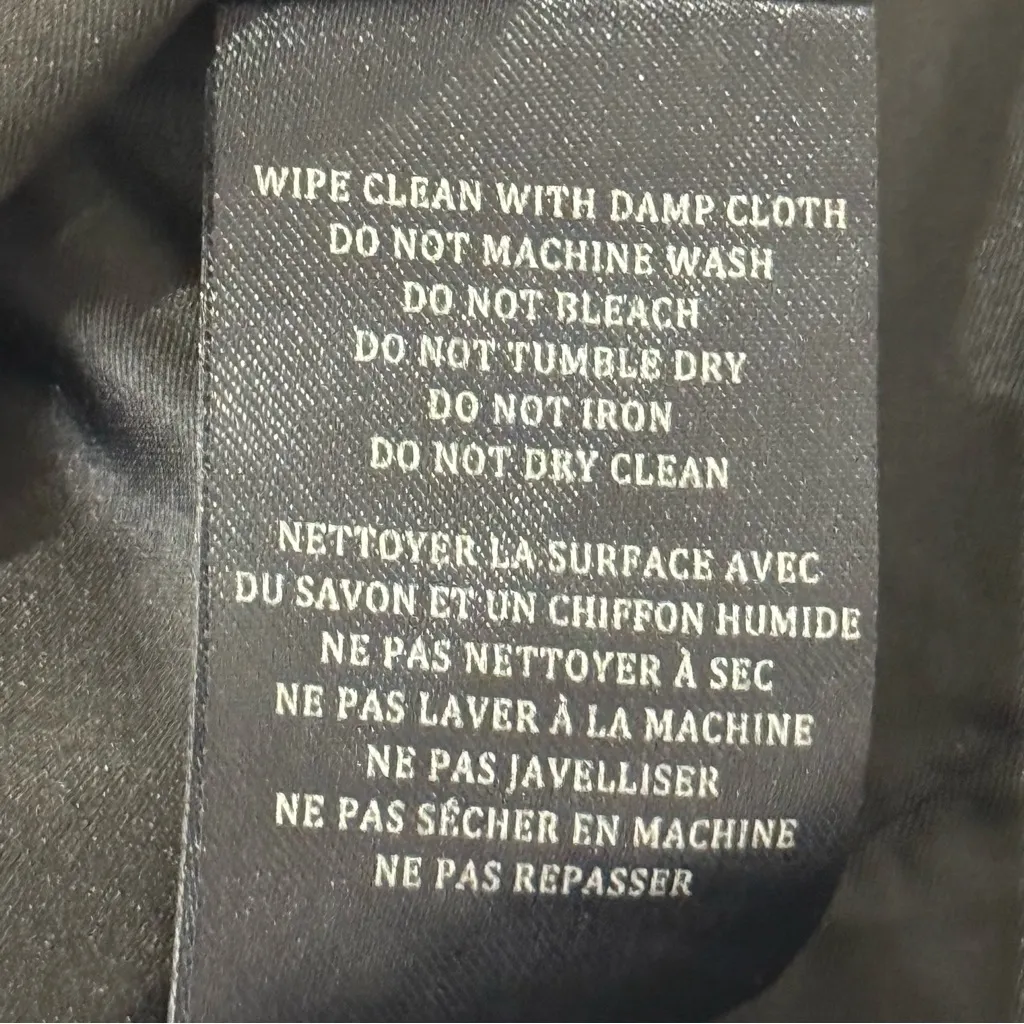 WIPE CLEAN WITH DAMP CLOTH
DO NOT MACHINE WASH
DO NOT BLEACH
DO NOT TUMBLE DRY
DO NOT IRON
DO NOT DRY CLEAN
NETTOYER LA SURFACE AVEC
DU SAVON ET UN CHIFFON HUMIDE
NE PAS NETTOYER À SEC
NE PAS LAVER À LA MACHINE
NE PAS JAVELLISER
NE PAS SÊCHER EN MACHINE
NE PAS REPASSER